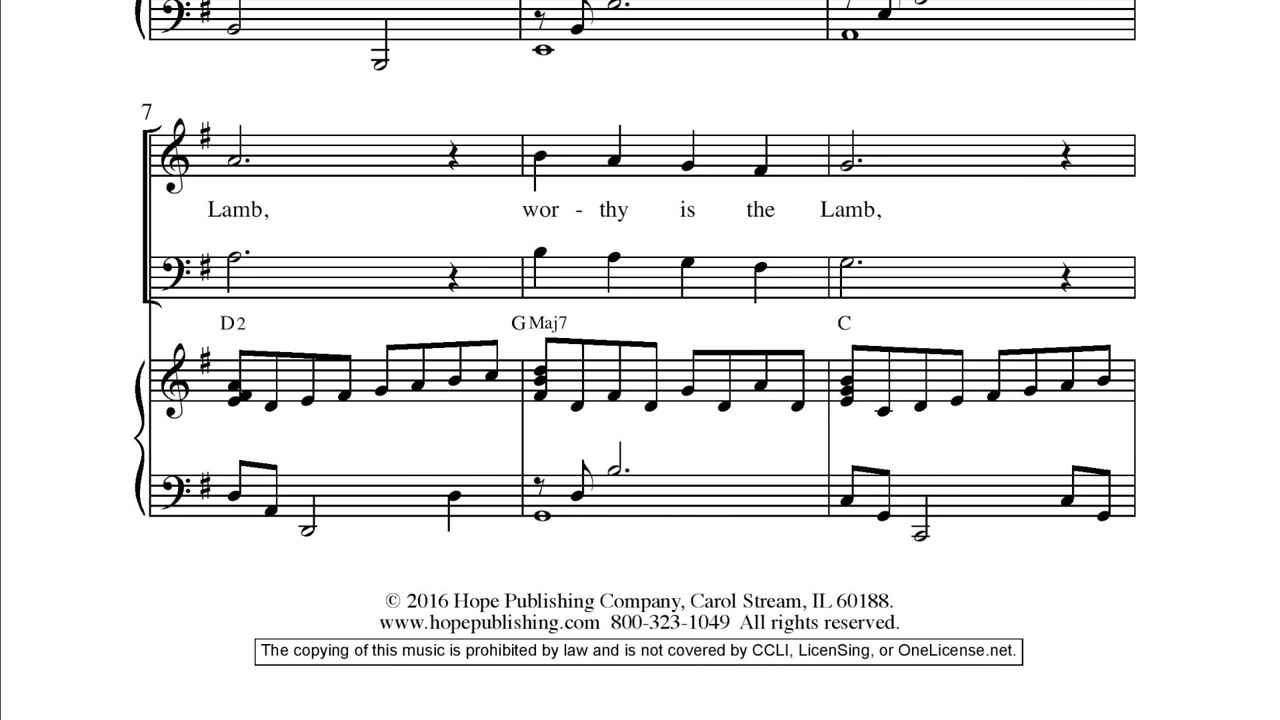 7
Lamb, wor - thy is the Lamb,
D2 GMaj7 C
© 2016 Hope Publishing Company, Carol Stream, IL 60188.
www.hopepublishing.com 800-323-1049 All rights reserved.
The copying of this music is prohibited by law and is not covered by CCLI, LicenSing, or OneLicense.net.